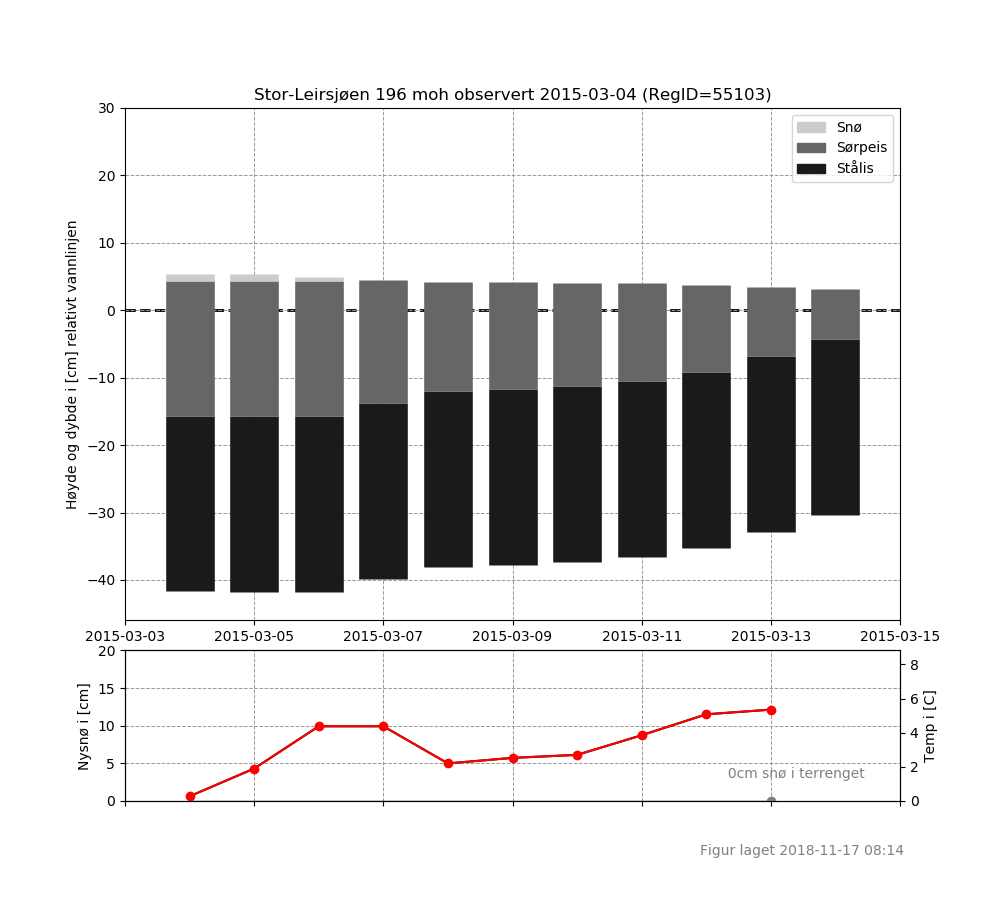 Stor-Leirsjøen 196 moh observert 2015-03-04 (RegID=55103)
30
20
10
0
−10
−20
−30
−40
Høyde og dybde i [cm] relativt vannlinjen
Snø
Sørpeis
Stålis
2015-03-03 2015-03-05 2015-03-07 2015-03-09 2015-03-11 2015-03-13 2015-03-15
20
15
10
5
0
Nysnø i [cm]
8
6
4
2
0
Temp i [C]
0cm snø i terrenget
Figur laget 2018-11-17 08:14